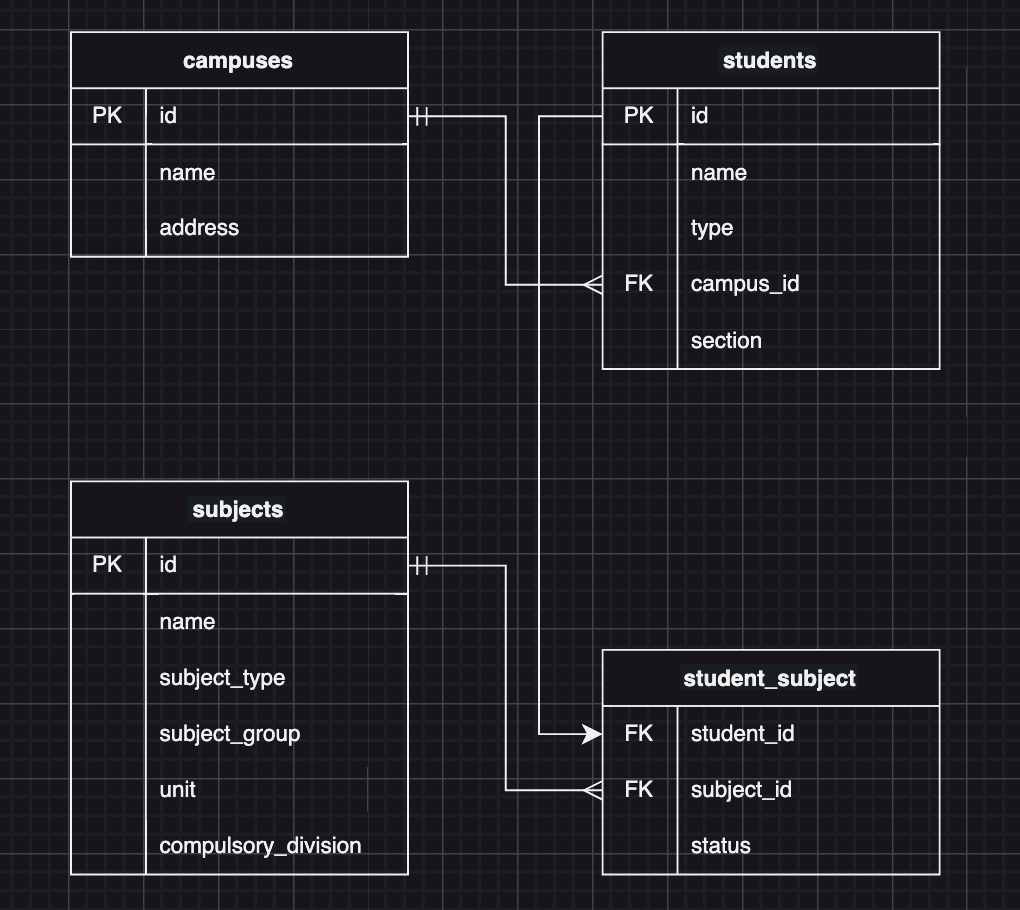 campuses
PK id
name
address
students
PK id
name
type
FK campus_id
section
subjects
PK id
name
subject_type
subject_group
unit
compulsory_division
student_subject
FK student_id
FK subject_id
status